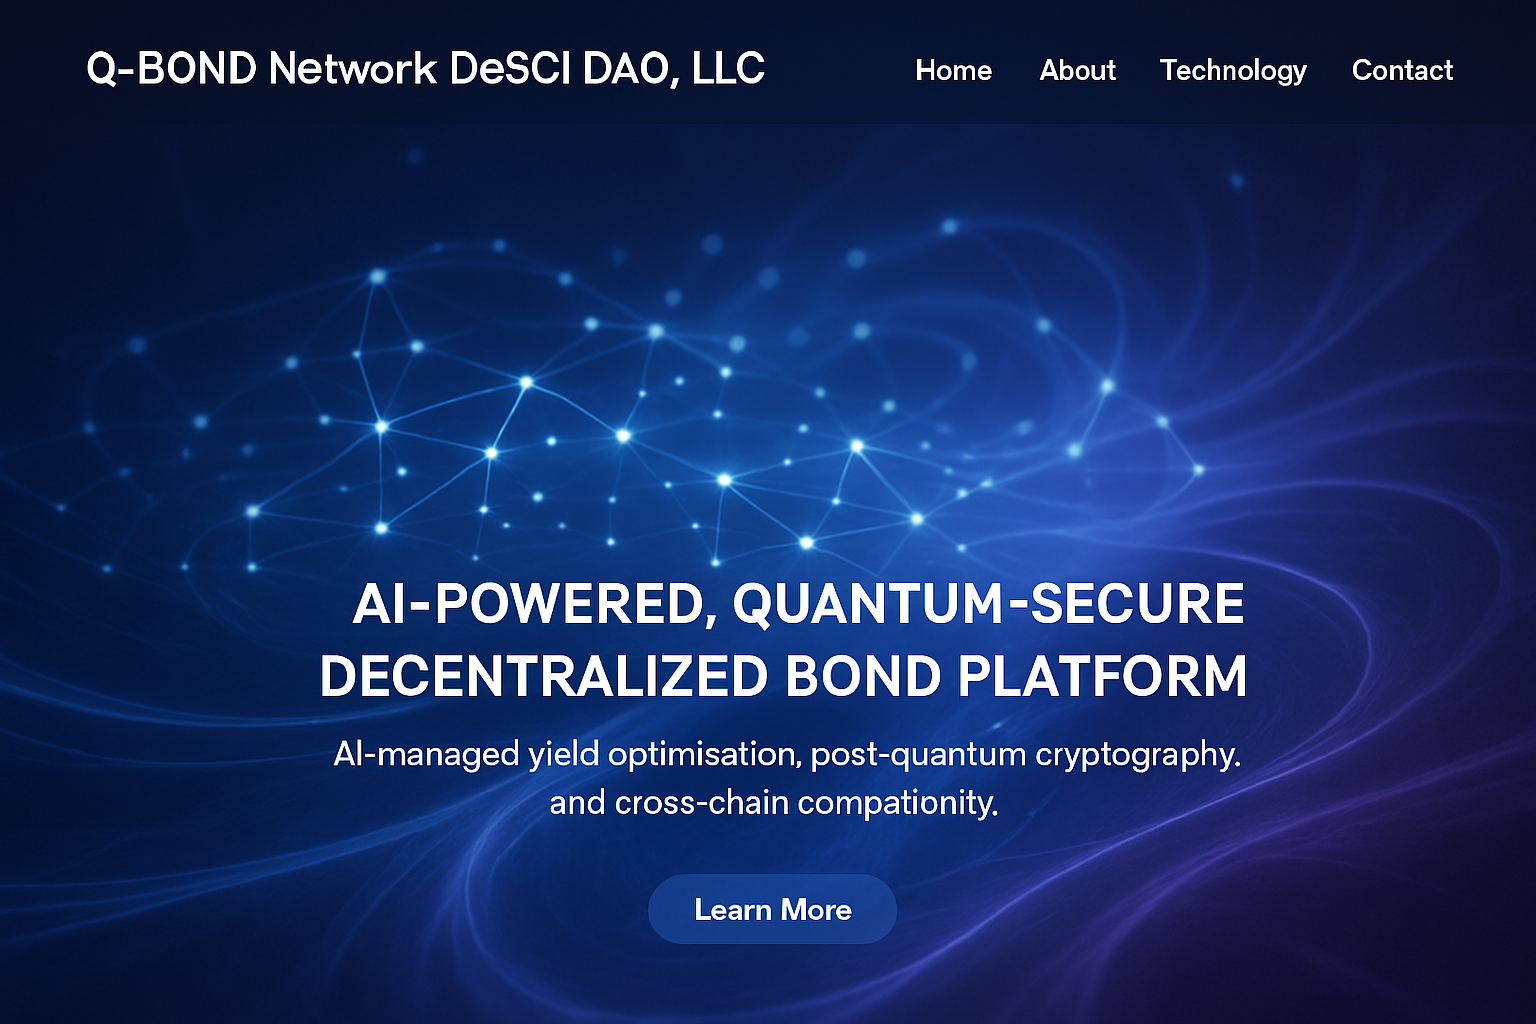 Q-BOND Network DeSCI DAO, LLC
Home About Technology Contact
AI-POWERED, QUANTUM-SECURE
DECENTRALIZED BOND PLATFORM
AI-managed yield optimisation, post-quantum cryptography.
and cross-chain compationity.
Learn More